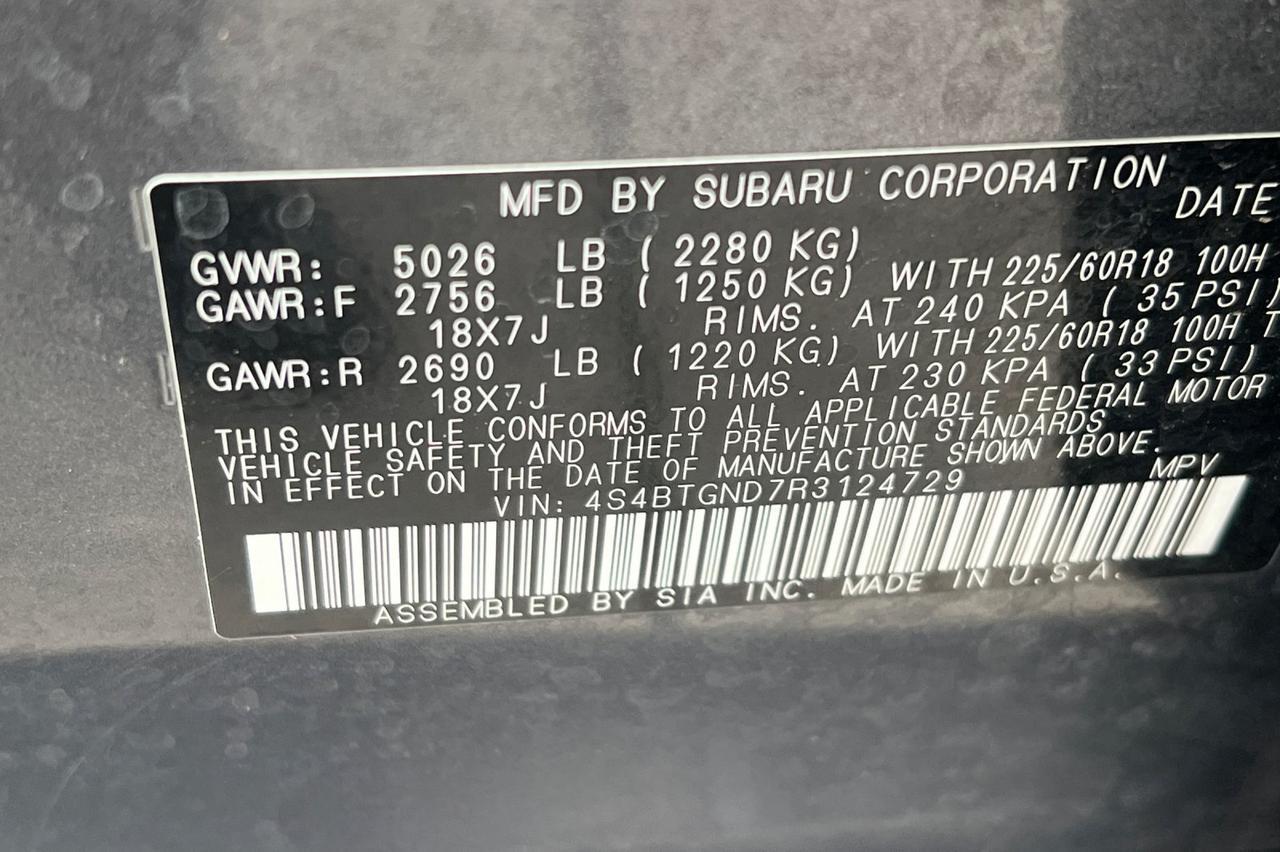 MFD BY SUBARU CORPORATION
DATE
GVWR: 5026 LB ( 2280 KG)
GAWR:F 2756 LB ( 1250 KG) WITH 225/60R18 100H
18X7J RIMS. AT 240 KPA ( 35 PSI)
GAWR:R 2690 LB ( 1220 KG) WITH 225/60R18 100H T
18X7J RIMS. AT 230 KPA ( 33 PSI)
THIS VEHICLE CONFORMS TO ALL APPLICABLE FEDERAL MOTOR
VEHICLE SAFETY AND THEFT PREVENTION STANDARDS
IN EFFECT ON THE DATE OF MANUFACTURE SHOWN ABOVE.
VIN: 4S4BTGND7R3124729 MPV
ASSEMBLED BY SIA INC. MADE IN U.S.A.